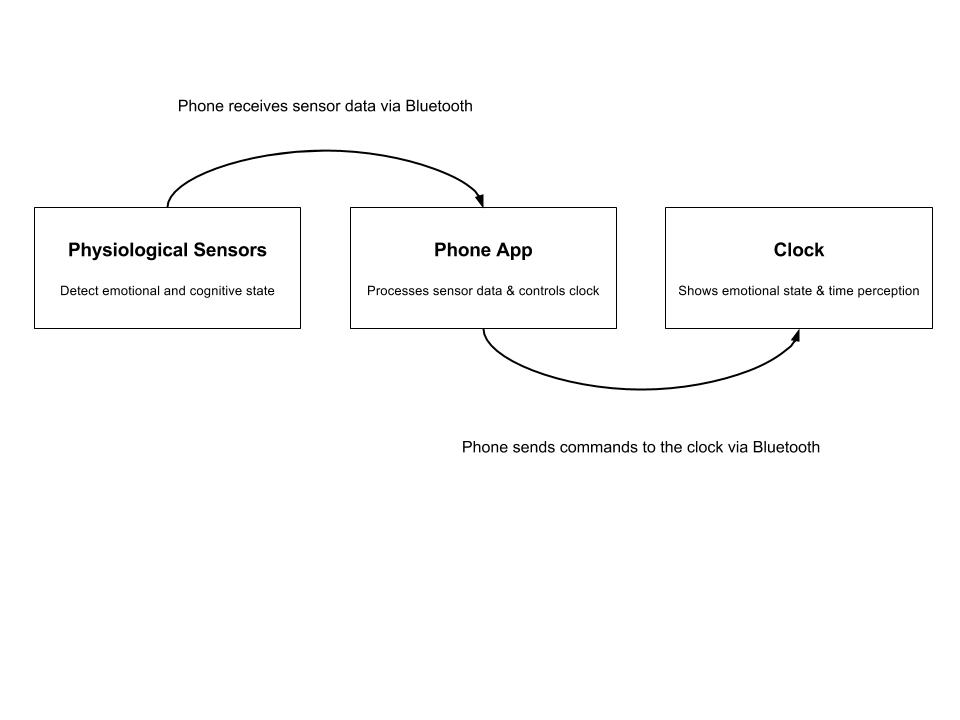 Phone receives sensor data via Bluetooth
Physiological Sensors
Detect emotional and cognitive state
Phone App
Processes sensor data & controls clock
Clock
Shows emotional state & time perception
Phone sends commands to the clock via Bluetooth